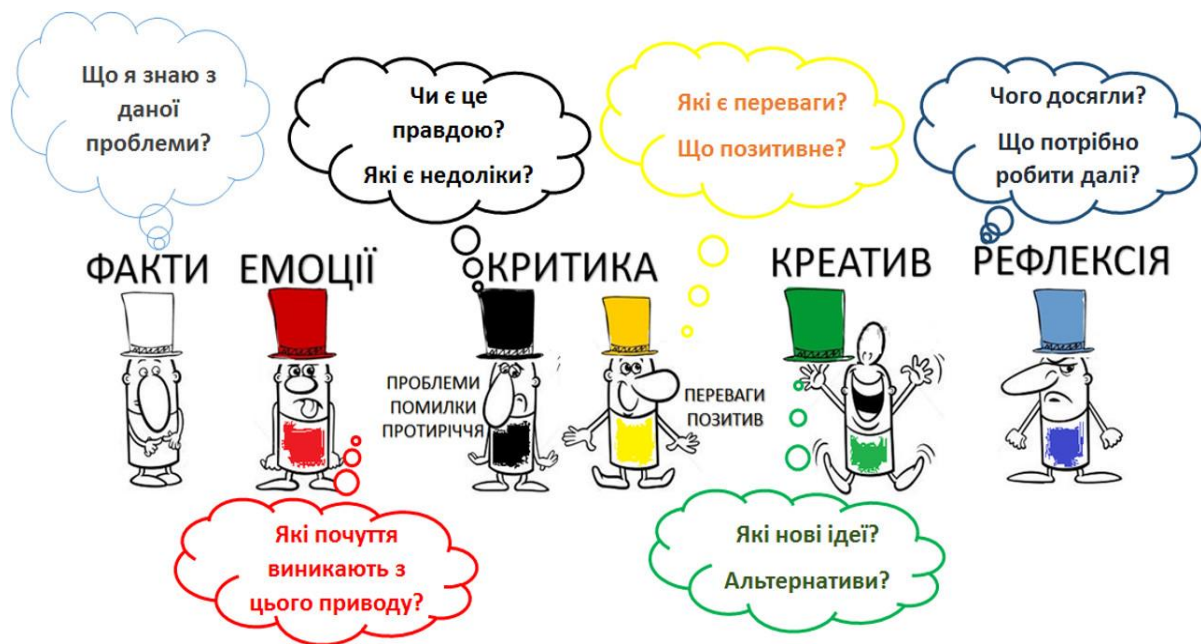 Що я знаю з
даної
проблеми?
Чи є це
правдою?
Які є недоліки?
Які є переваги?
Що позитивне?
Чого досягли?
Що потрібно
робити далі?
ФАКТИ
ЕМОЦІЇ
КРИТИКА
КРЕАТИВ
РЕФЛЕКСІЯ
ПРОБЛЕМИ
ПОМИЛКИ
ПРОТИРІЧЧЯ
ПЕРЕВАГИ
ПОЗИТИВ
Які почуття
виникають з
цього приводу?
Які нові ідеї?
Альтернативи?